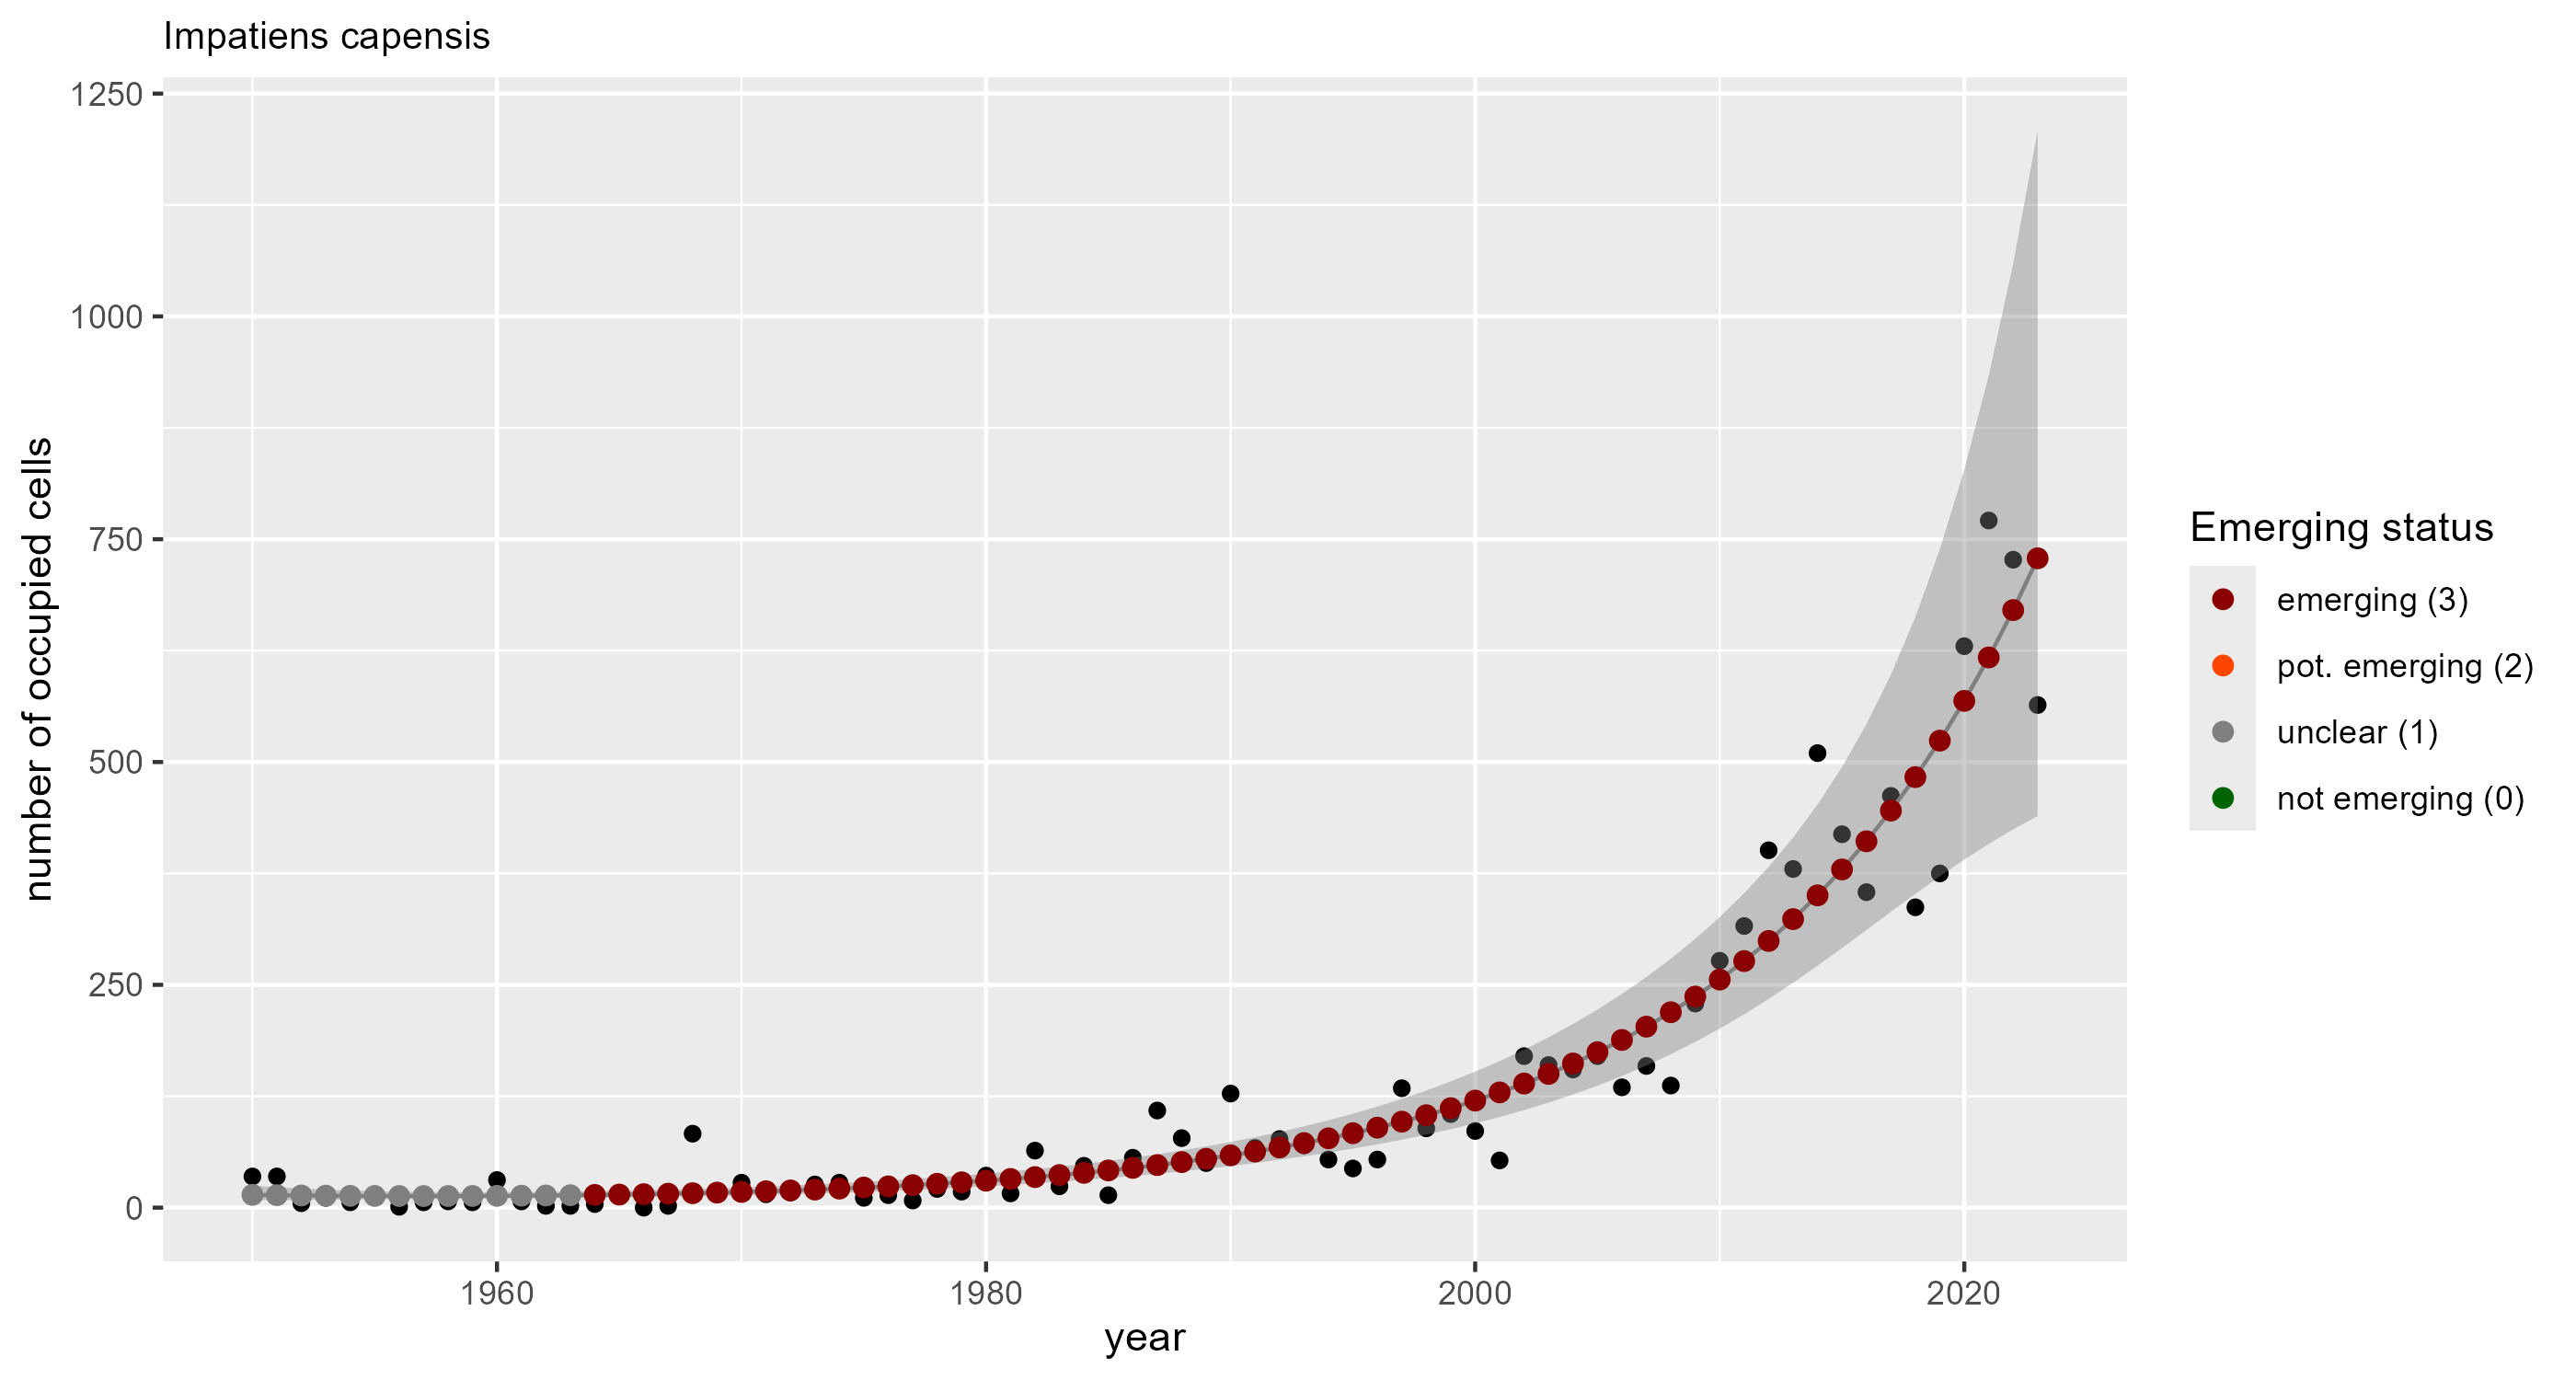 Impatiens capensis
1250
1000
750
500
250
0
number of occupied cells
1960
1980
2000
2020
year
Emerging status
emerging (3)
pot. emerging (2)
unclear (1)
not emerging (0)